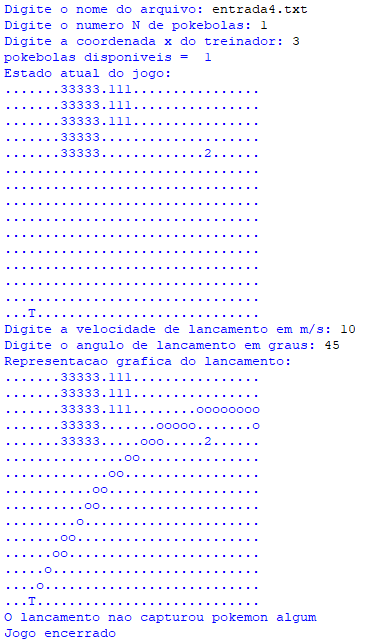 Digite o nome do arquivo: entrada4.txt
Digite o numero N de pokebolas: 1
Digite a coordenada x do treinador: 3
pokebolas disponiveis =  1
Estado atual do jogo:
.......33333.111................
.......33333.111................
.......33333.111................
.......33333....................
.......33333.............2......
................................
................................
................................
................................
................................
................................
................................
................................
................................
...T............................
Digite a velocidade de lancamento em m/s: 10
Digite o angulo de lancamento em graus: 45
Representacao grafica do lancamento:
.......33333.111................
.......33333.111................
.......33333.111........oooooooo
.......33333.......ooooo.......o
.......33333.....ooo.....2......
...............oo...............
.............oo.................
...........oo...................
..........oo....................
.........o......................
.......oo.......................
......oo........................
.....o..........................
....o...........................
...T............................
O lancamento nao capturou pokemon algum
Jogo encerrado